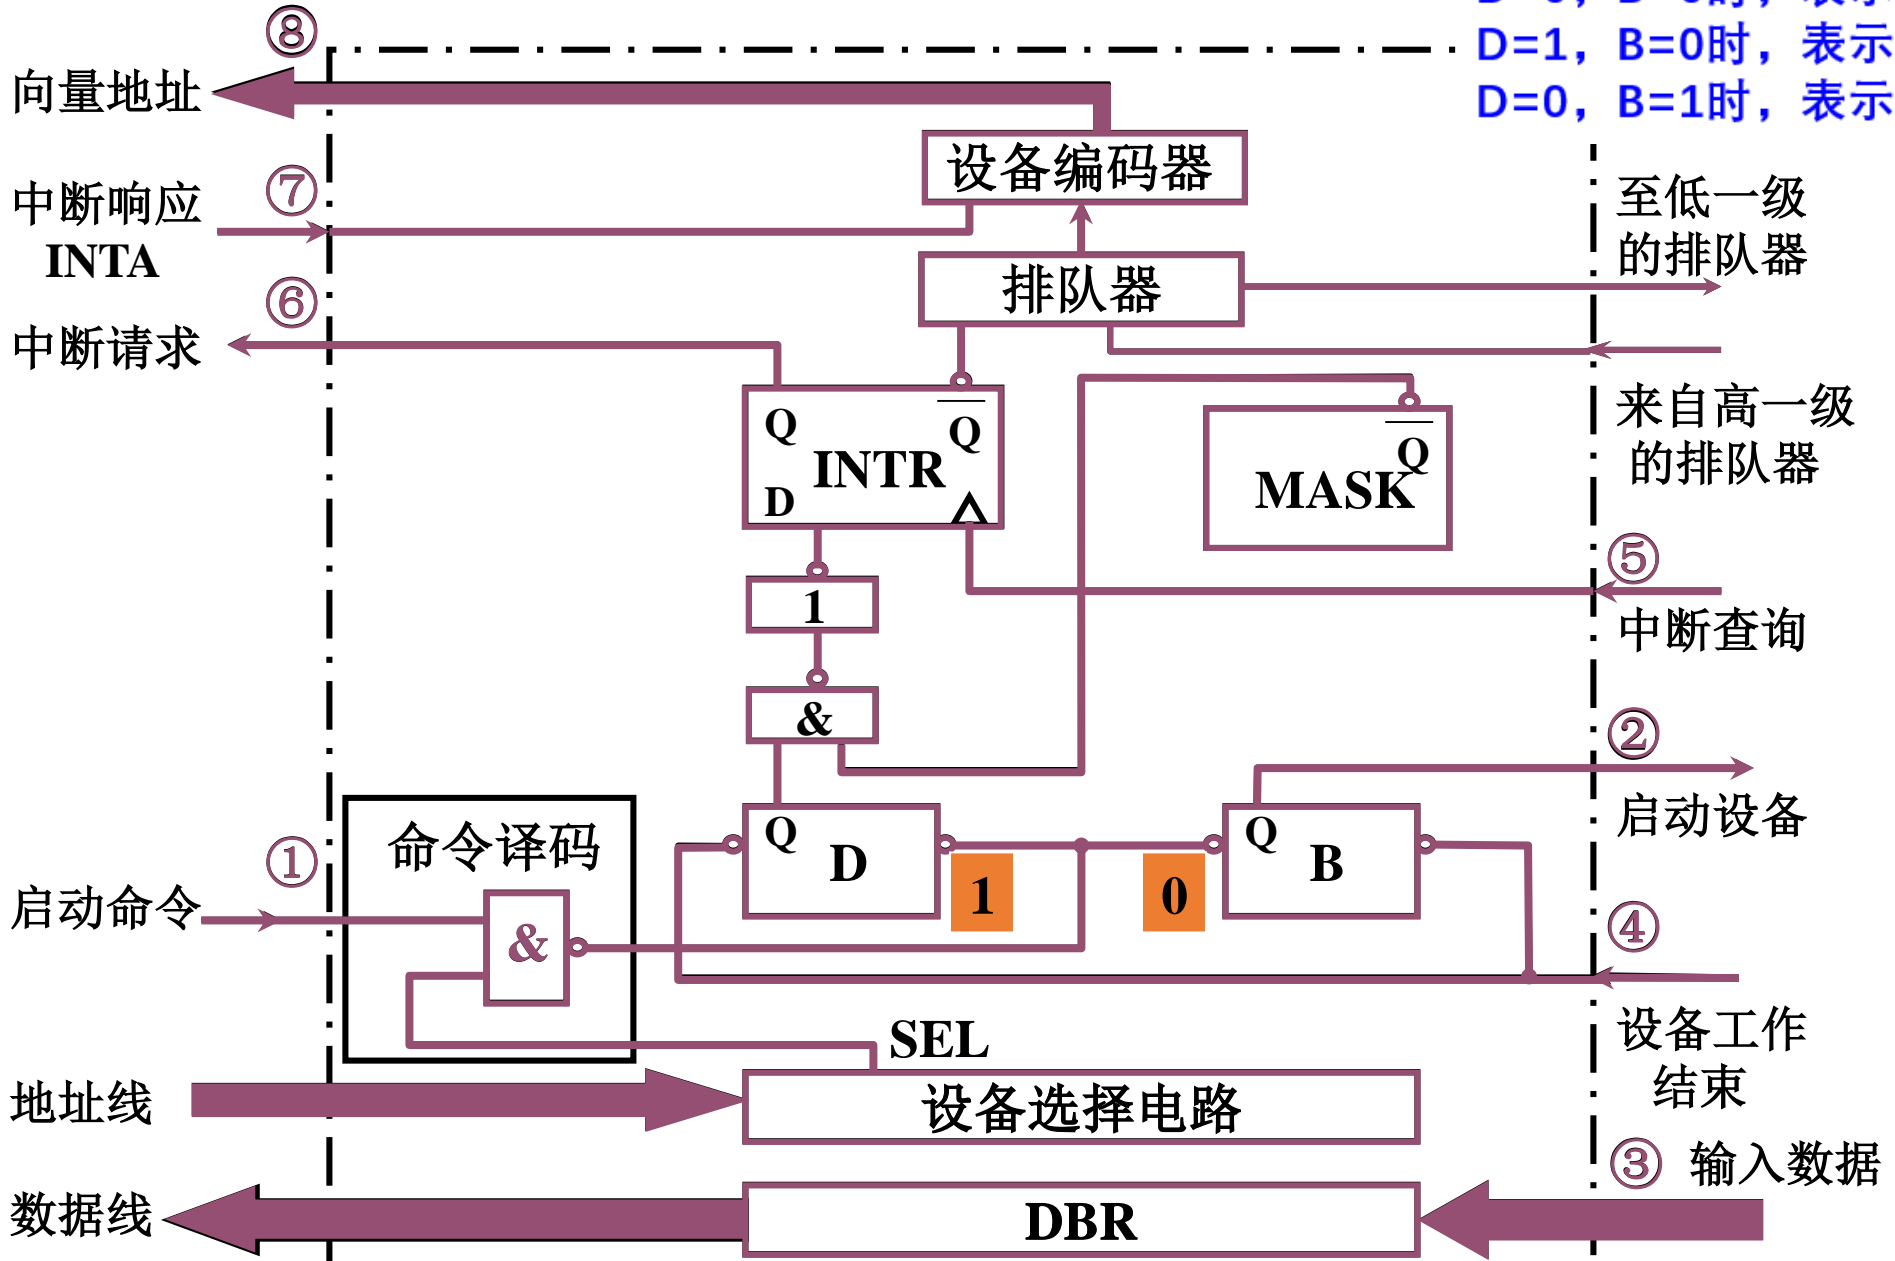 D=0，B=0时，表示
D=1，B=0时，表示
D=0，B=1时，表示
⑧
向量地址
设备编码器
⑦
中断响应
INTA
至低一级
的排队器
排队器
⑥
中断请求
来自高一级
的排队器
Q
Q
INTR
D
Q
MASK
1
⑤
中断查询
&
②
启动设备
命令译码
①
启动命令
&
Q
D
1
0
Q
B
④
设备工作
结束
SEL
地址线
设备选择电路
③ 输入数据
数据线
DBR